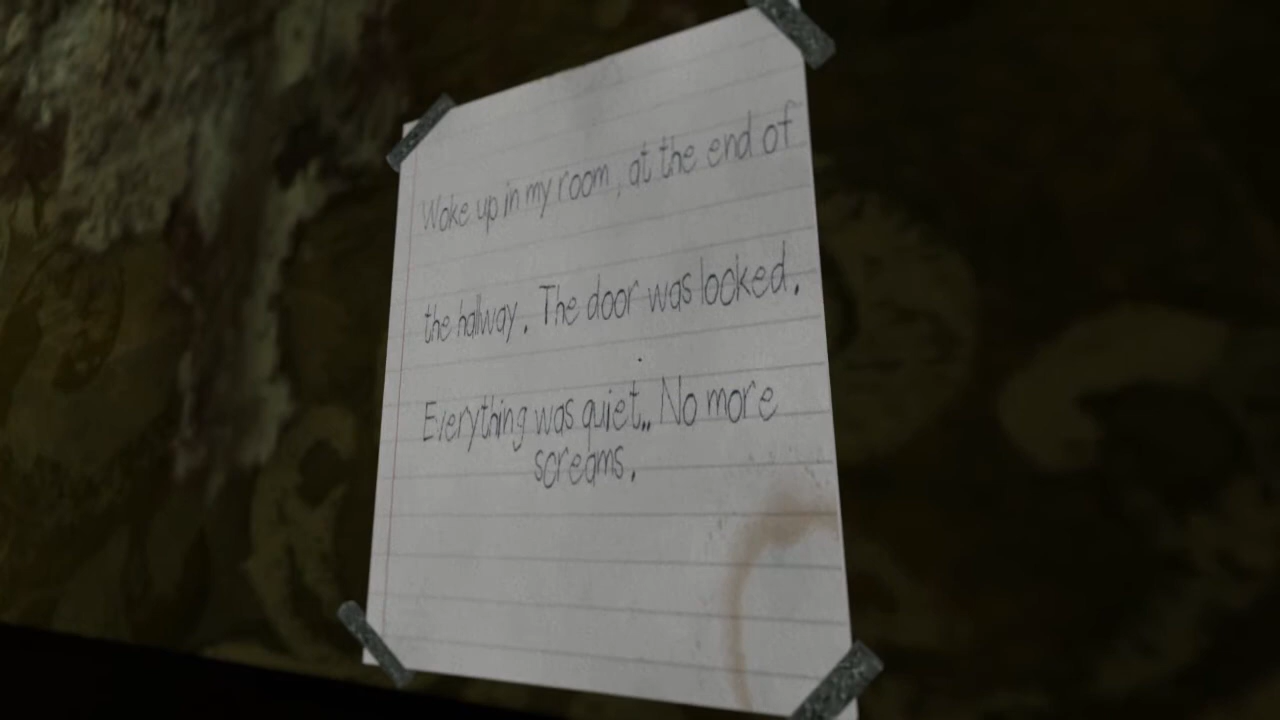 Woke up in my room, at the end of
the hallway. The door was locked.
Everything was quiet.. No more
screams.